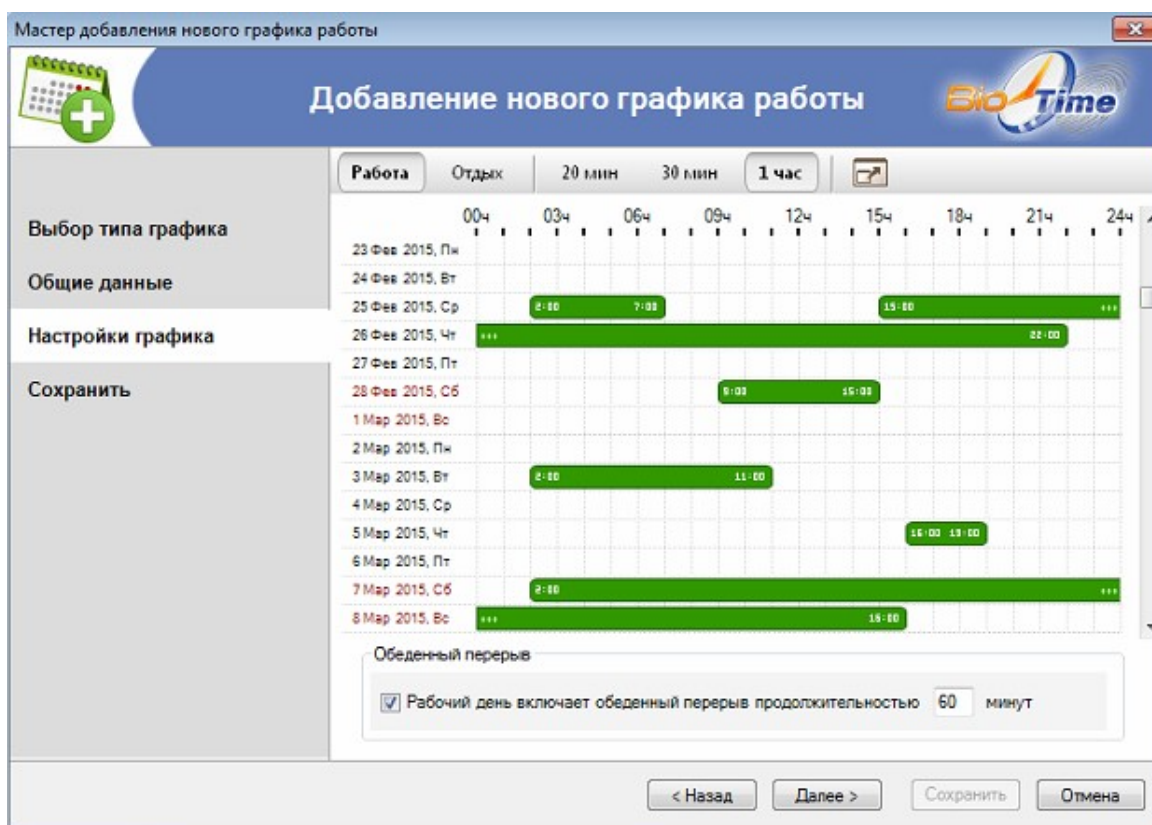 Мастер добавления нового графика работы
Добавление нового графика работы
BioTime
Работа Отдых 20 мин 30 мин 1 час
Выбор типа графика
Общие данные
Настройки графика
Сохранить
00ч 03ч 06ч 09ч 12ч 15ч 18ч 21ч 24ч
23 Фев 2015, Пн
24 Фев 2015, Вт
25 Фев 2015, Ср 2:00 7:00 15:00 ...
26 Фев 2015, Чт ... 22:00
27 Фев 2015, Пт
28 Фев 2015, Сб 9:00 15:00
1 Мар 2015, Вс
2 Мар 2015, Пн
3 Мар 2015, Вт 2:00 11:00
4 Мар 2015, Ср
5 Мар 2015, Чт 16:00 19:00
6 Мар 2015, Пт
7 Мар 2015, Сб 2:00 ...
8 Мар 2015, Вс ... 16:00
Обеденный перерыв
Рабочий день включает обеденный перерыв продолжительностью 60 минут
< Назад Далее > Сохранить Отмена